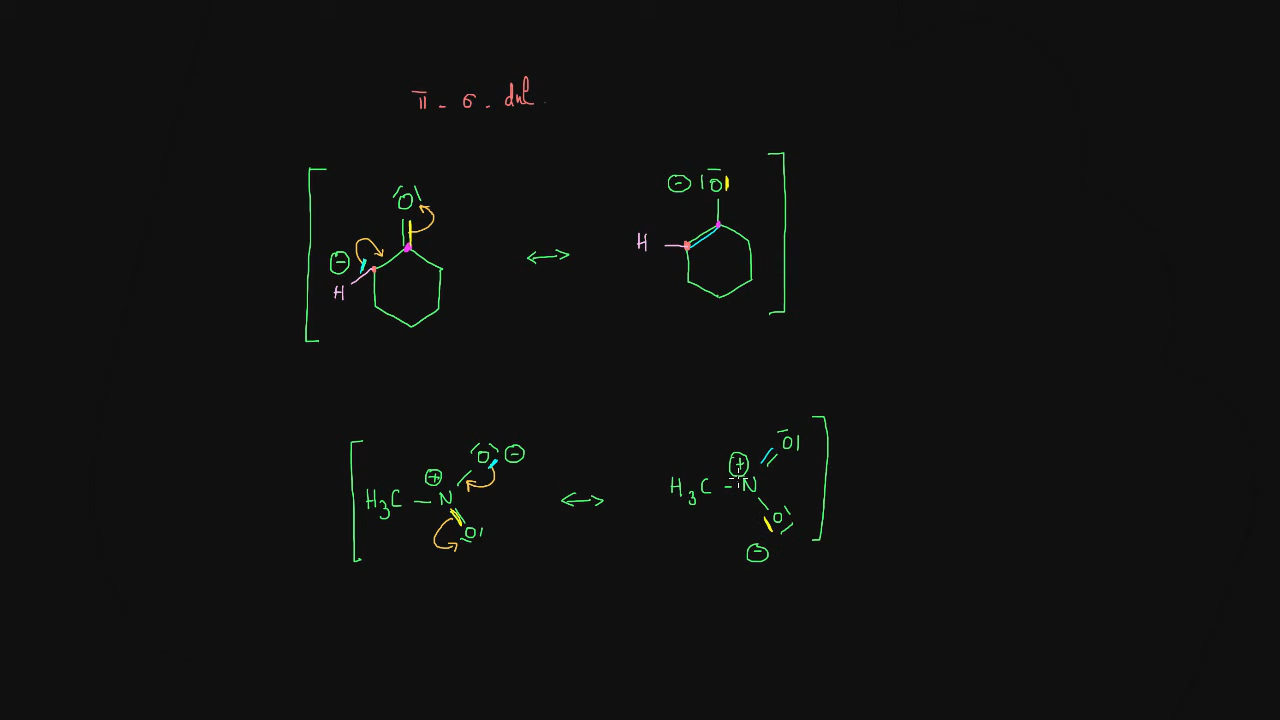 π - σ - dnl
O ⊖ | O |
⊖ H H
O ⊖ O |
H3C - N ⊕ H3C - N ⊕
O | O
⊖